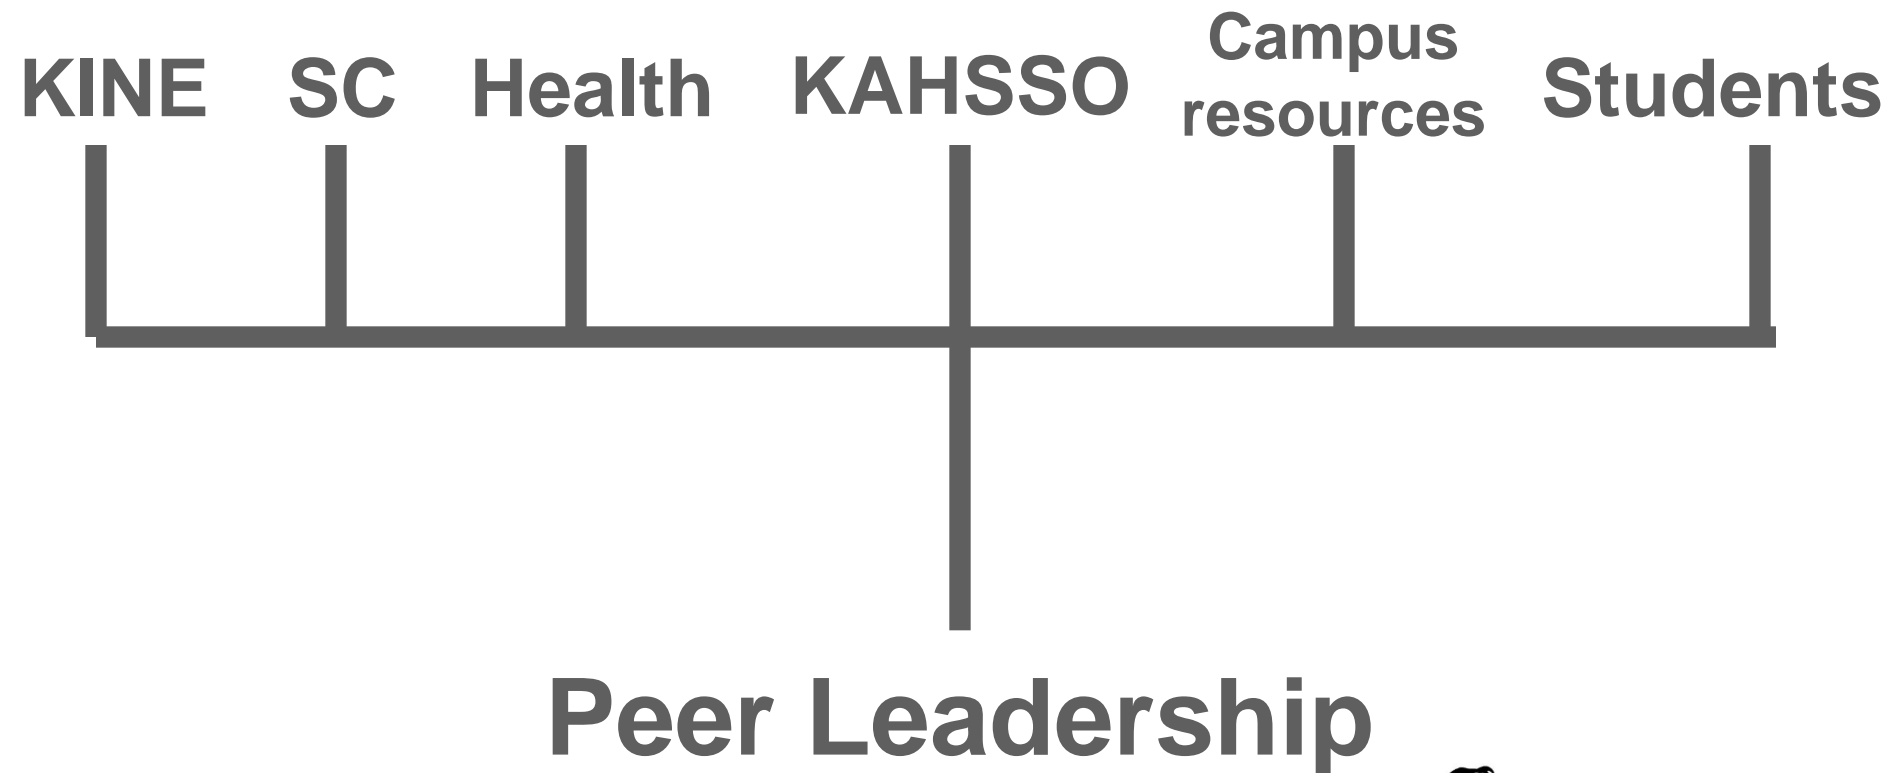 KINE
SC
Health
KAHSSO
Campus
resources
Students
Peer Leadership